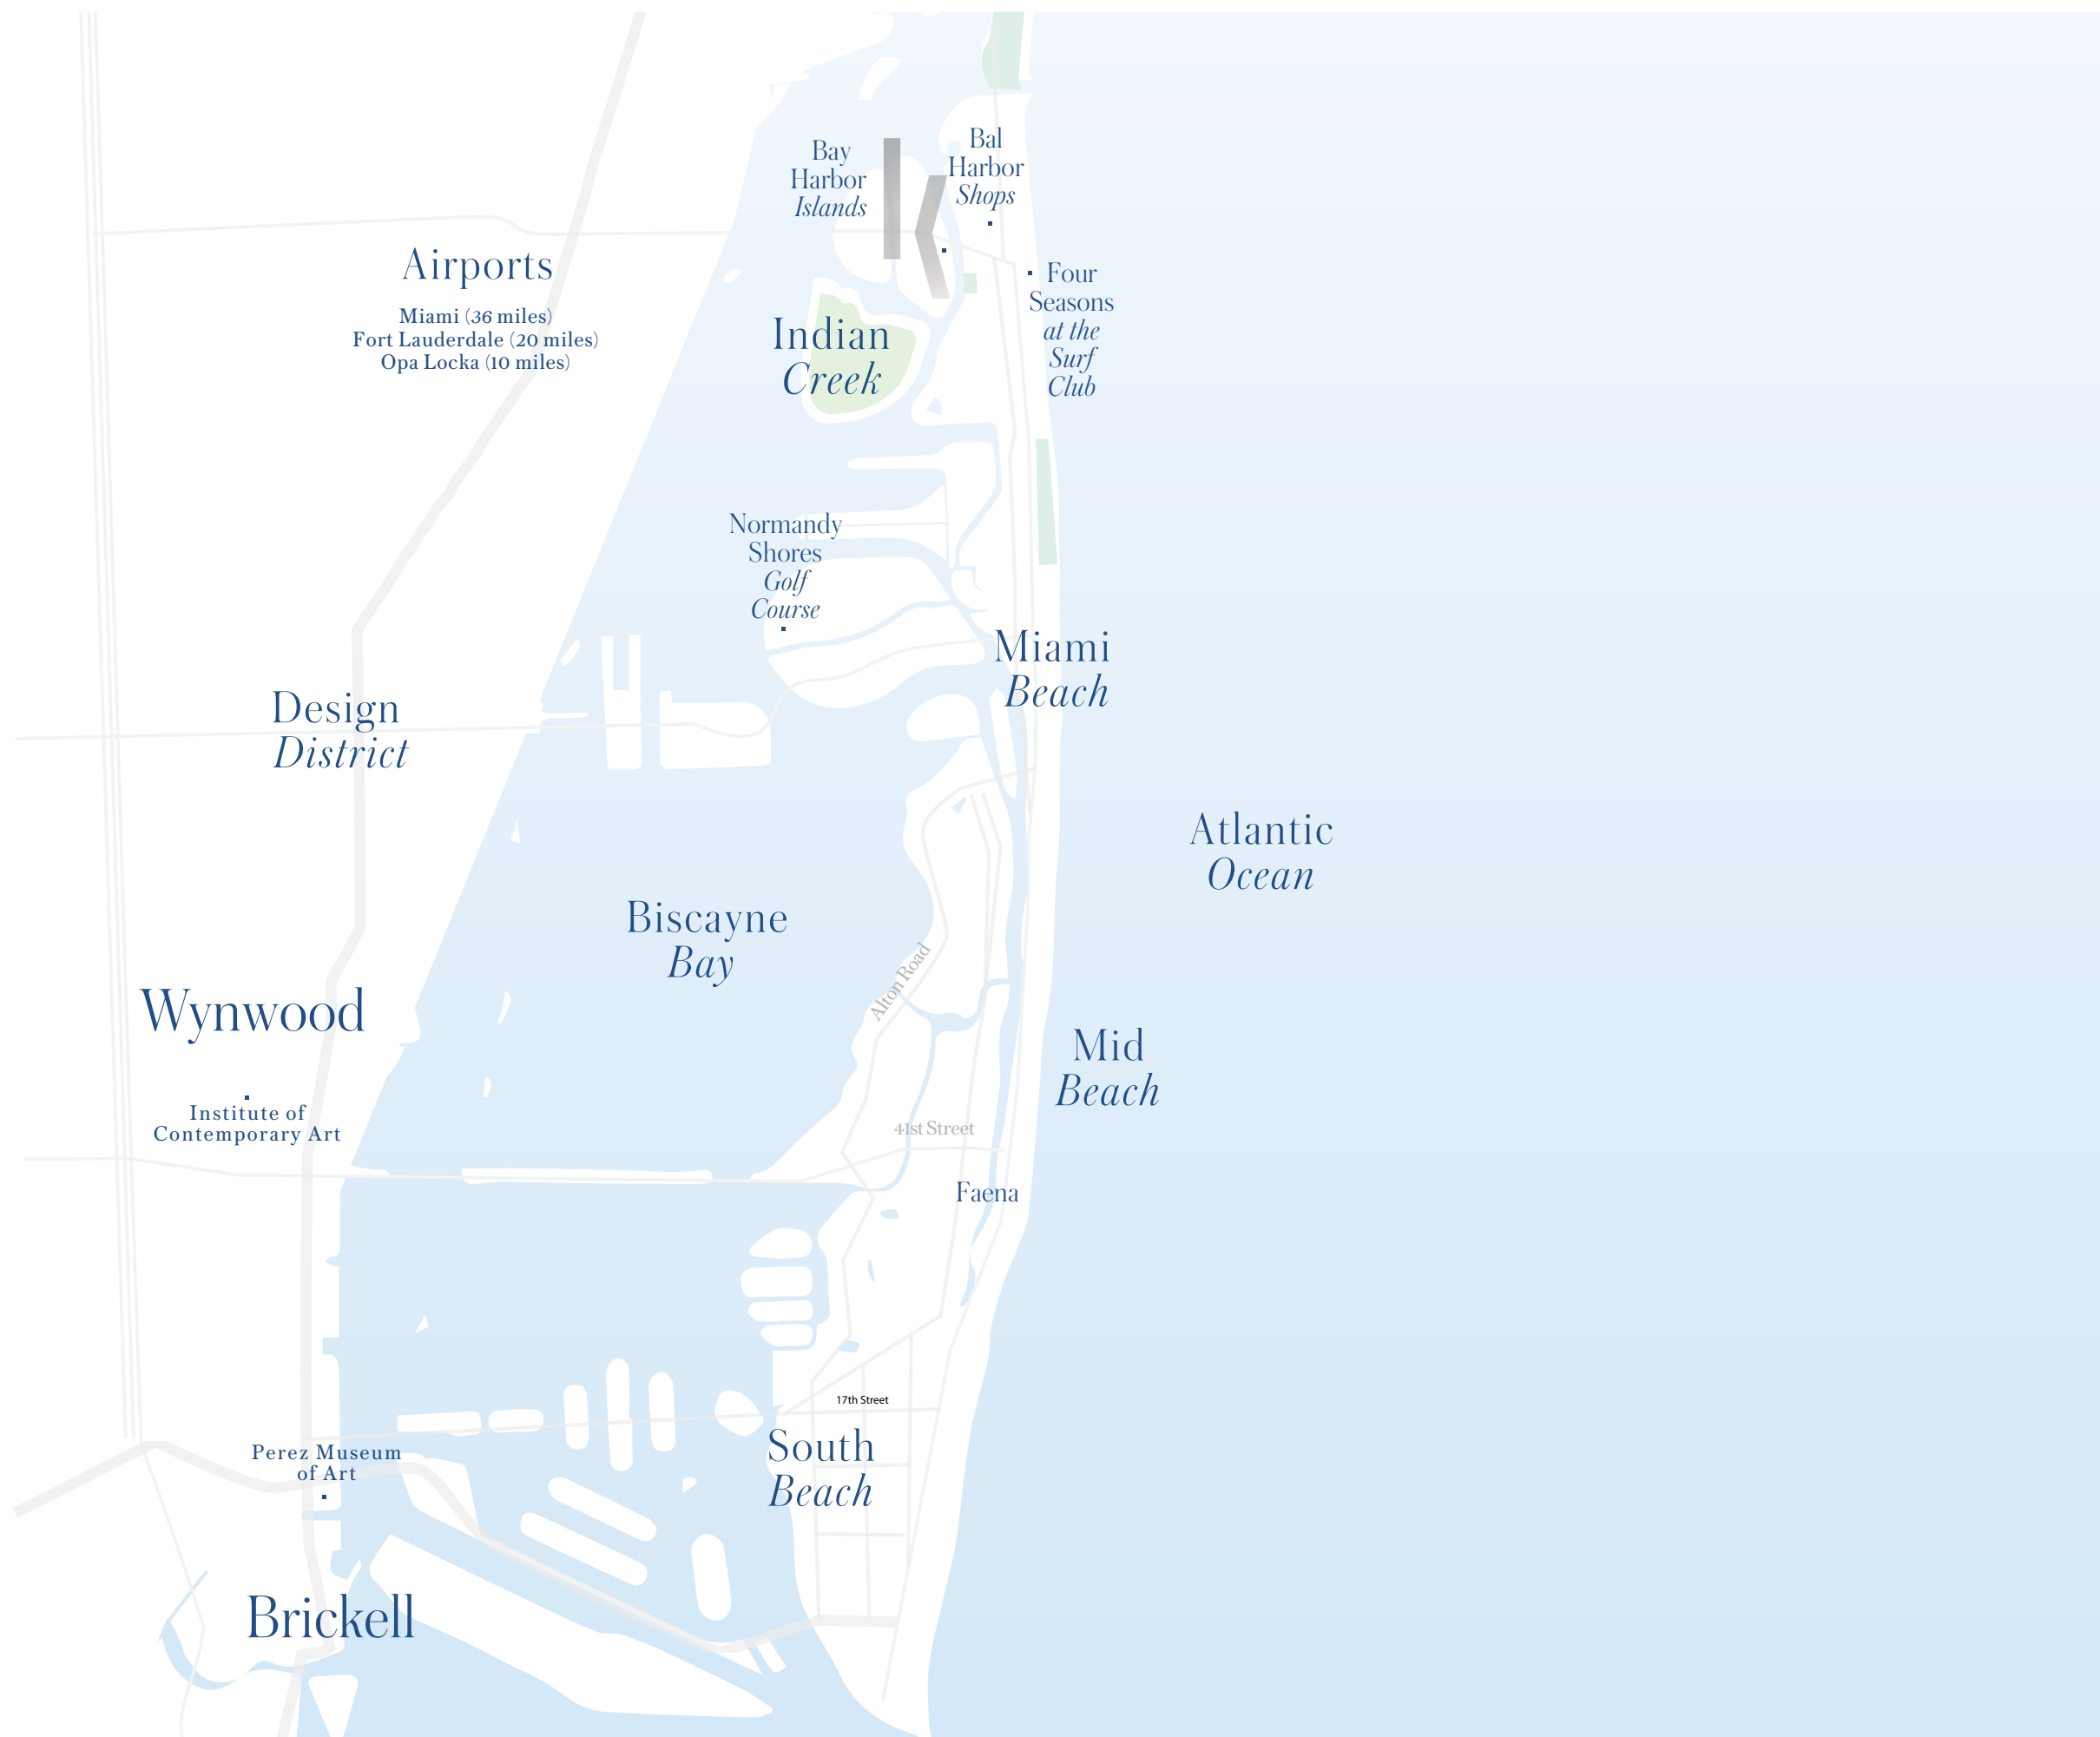 Bay
Harbor
Islands
Bal
Harbor
Shops
Airports
Miami (36 miles)
Fort Lauderdale (20 miles)
Opa Locka (10 miles)
Four
Seasons
at the
Surf
Club
Indian
Creek
Normandy
Shores
Golf
Course
Miami
Beach
Design
District
Atlantic
Ocean
Biscayne
Bay
Alton Road
Wynwood
Mid
Beach
Institute of
Contemporary Art
41st Street
Faena
17th Street
South
Beach
Perez Museum
of Art
Brickell